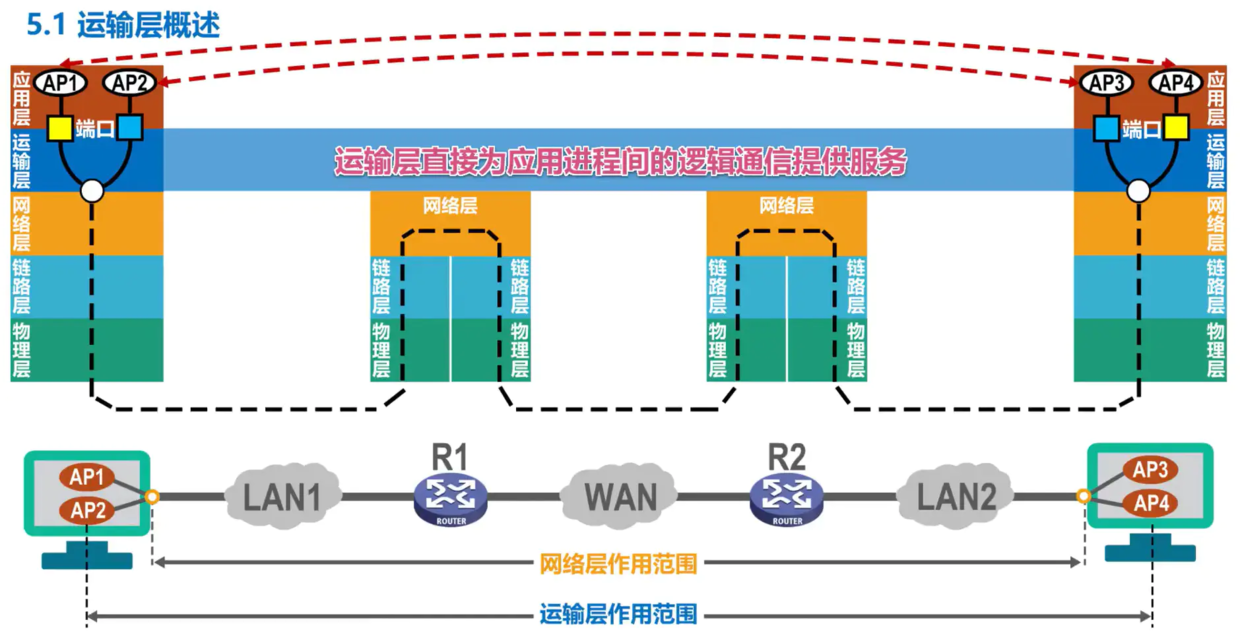 5.1 运输层概述
应用层
AP1
AP2
AP3
AP4
应用层
端口
端口
运输层
运输层直接为应用进程间的逻辑通信提供服务
运输层
网络层
网络层
网络层
网络层
链路层
链路层
链路层
链路层
链路层
链路层
物理层
物理层
物理层
物理层
物理层
物理层
R1
R2
AP1
AP2
LAN1
ROUTER
WAN
ROUTER
LAN2
AP3
AP4
网络层作用范围
运输层作用范围